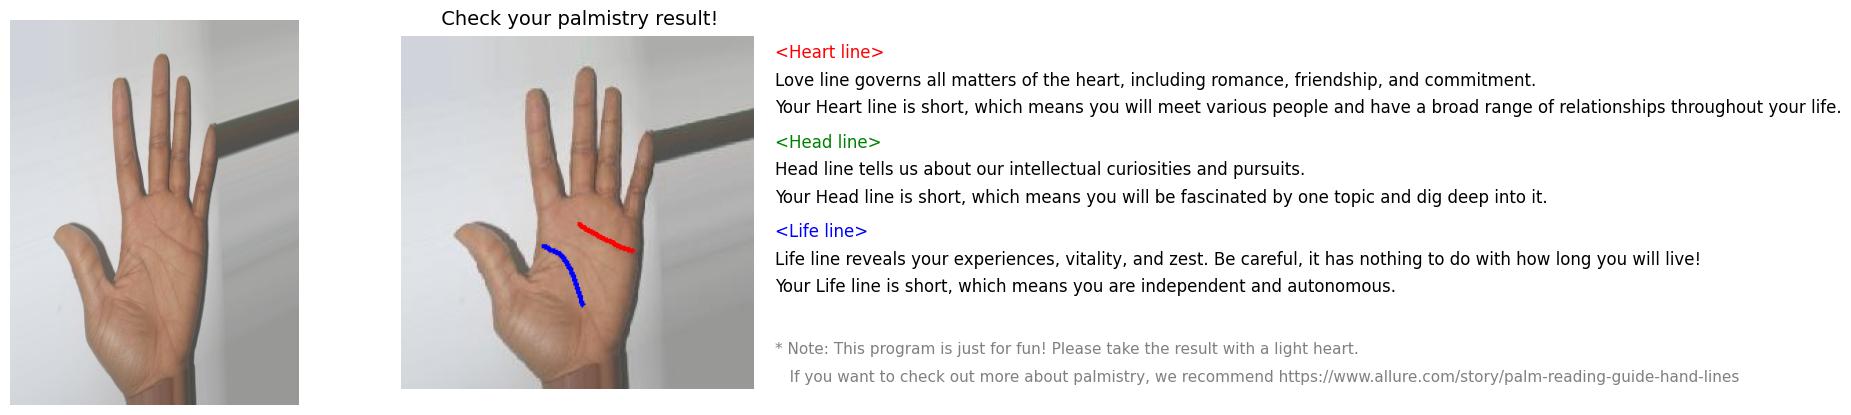 Check your palmistry result!
<Heart line>
Love line governs all matters of the heart, including romance, friendship, and commitment.
Your Heart line is short, which means you will meet various people and have a broad range of relationships throughout your life.
<Head line>
Head line tells us about our intellectual curiosities and pursuits.
Your Head line is short, which means you will be fascinated by one topic and dig deep into it.
<Life line>
Life line reveals your experiences, vitality, and zest. Be careful, it has nothing to do with how long you will live!
Your Life line is short, which means you are independent and autonomous.
* Note: This program is just for fun! Please take the result with a light heart.
If you want to check out more about palmistry, we recommend https://www.allure.com/story/palm-reading-guide-hand-lines